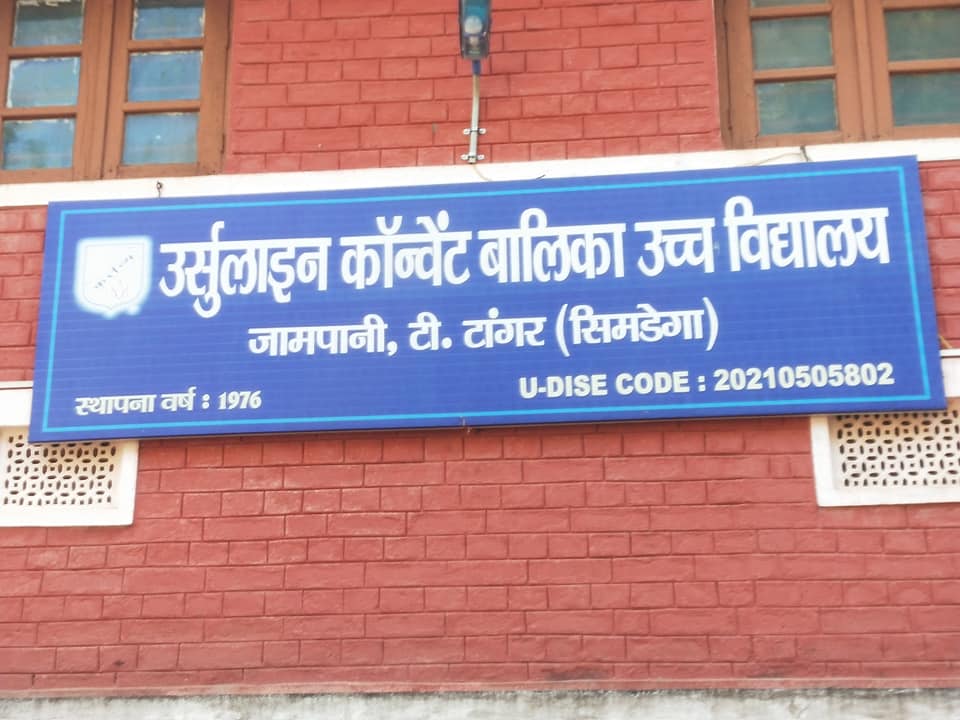 उर्सुलाइन कॉन्वेंट बालिका उच्च विद्यालय
जामपानी, टी. टांगर (सिमडेगा)
स्थापना वर्ष : 1976
U-DISE CODE : 20210505802